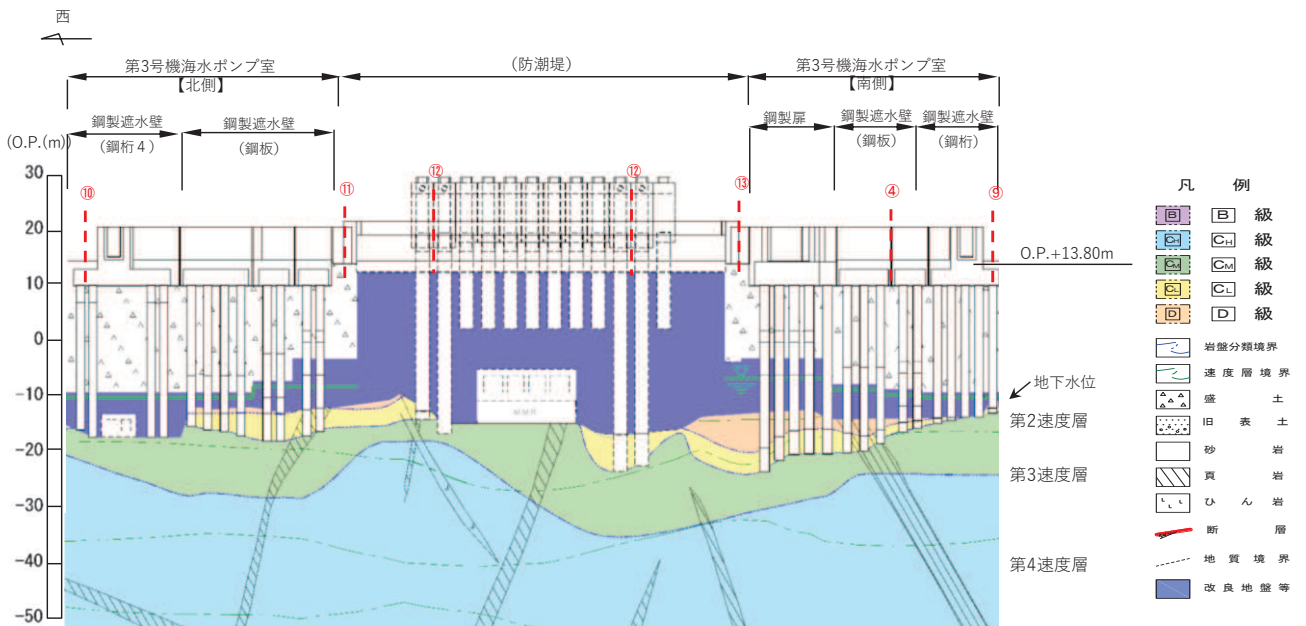 西
第3号機海水ポンプ室
【北側】
(防潮堤)
第3号機海水ポンプ室
【南側】
鋼製遮水壁
(鋼桁4)
鋼製遮水壁
(鋼板)
鋼製扉
鋼製遮水壁
(鋼板)
鋼製遮水壁
(鋼桁)
(O.P.(m))
30
20
10
0
-10
-20
-30
-40
-50
⑩
⑪
⑫
⑫
⑬
④
⑨
O.P.+13.80m
地下水位
第2速度層
第3速度層
第4速度層
凡 例
B B 級
CH CH 級
CM CM 級
CL CL 級
D D 級
岩盤分類境界
速度層境界
盛 土
旧 表 土
砂 岩
頁 岩
ひ ん 岩
断 層
地 質 境 界
改 良 地 盤 等